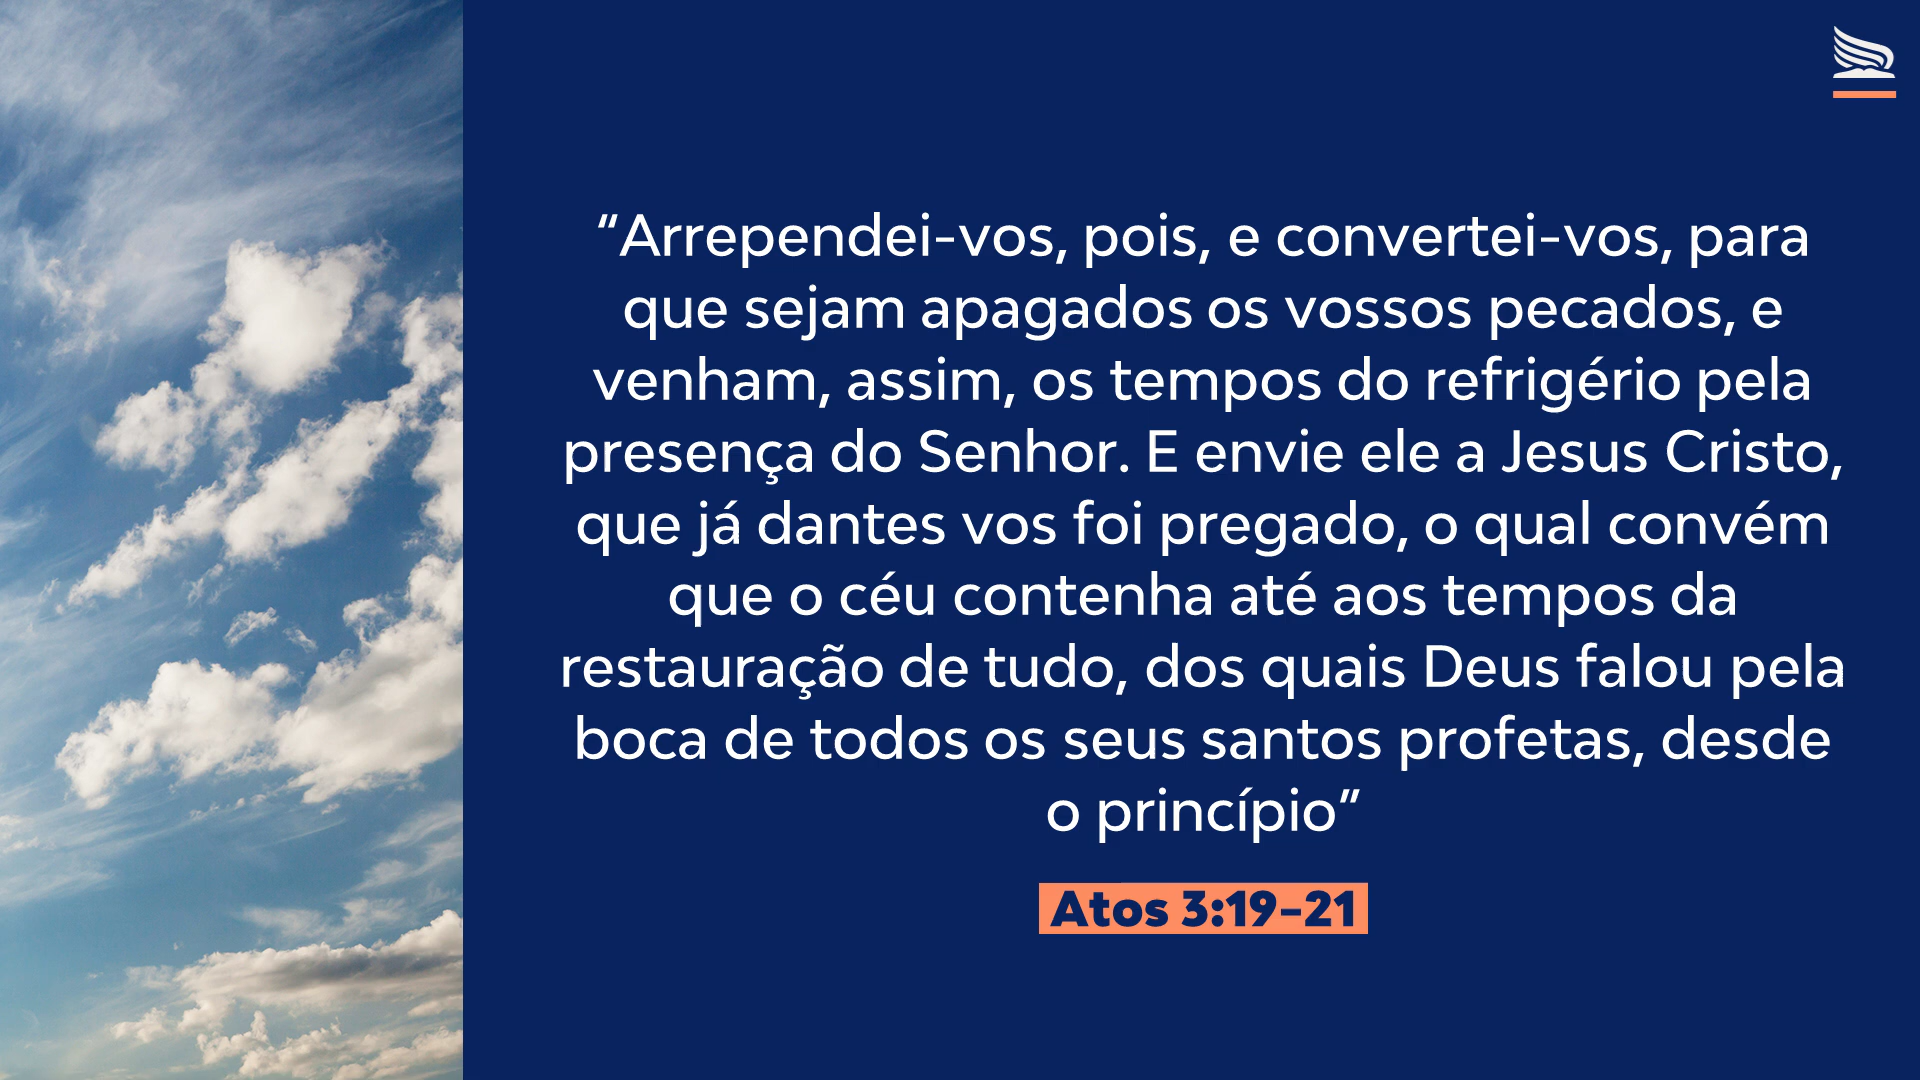 “Arrependei-vos, pois, e convertei-vos, para
que sejam apagados os vossos pecados, e
venham, assim, os tempos do refrigério pela
presença do Senhor. E envie ele a Jesus Cristo,
que já dantes vos foi pregado, o qual convém
que o céu contenha até aos tempos da
restauração de tudo, dos quais Deus falou pela
boca de todos os seus santos profetas, desde
o princípio”
Atos 3:19-21